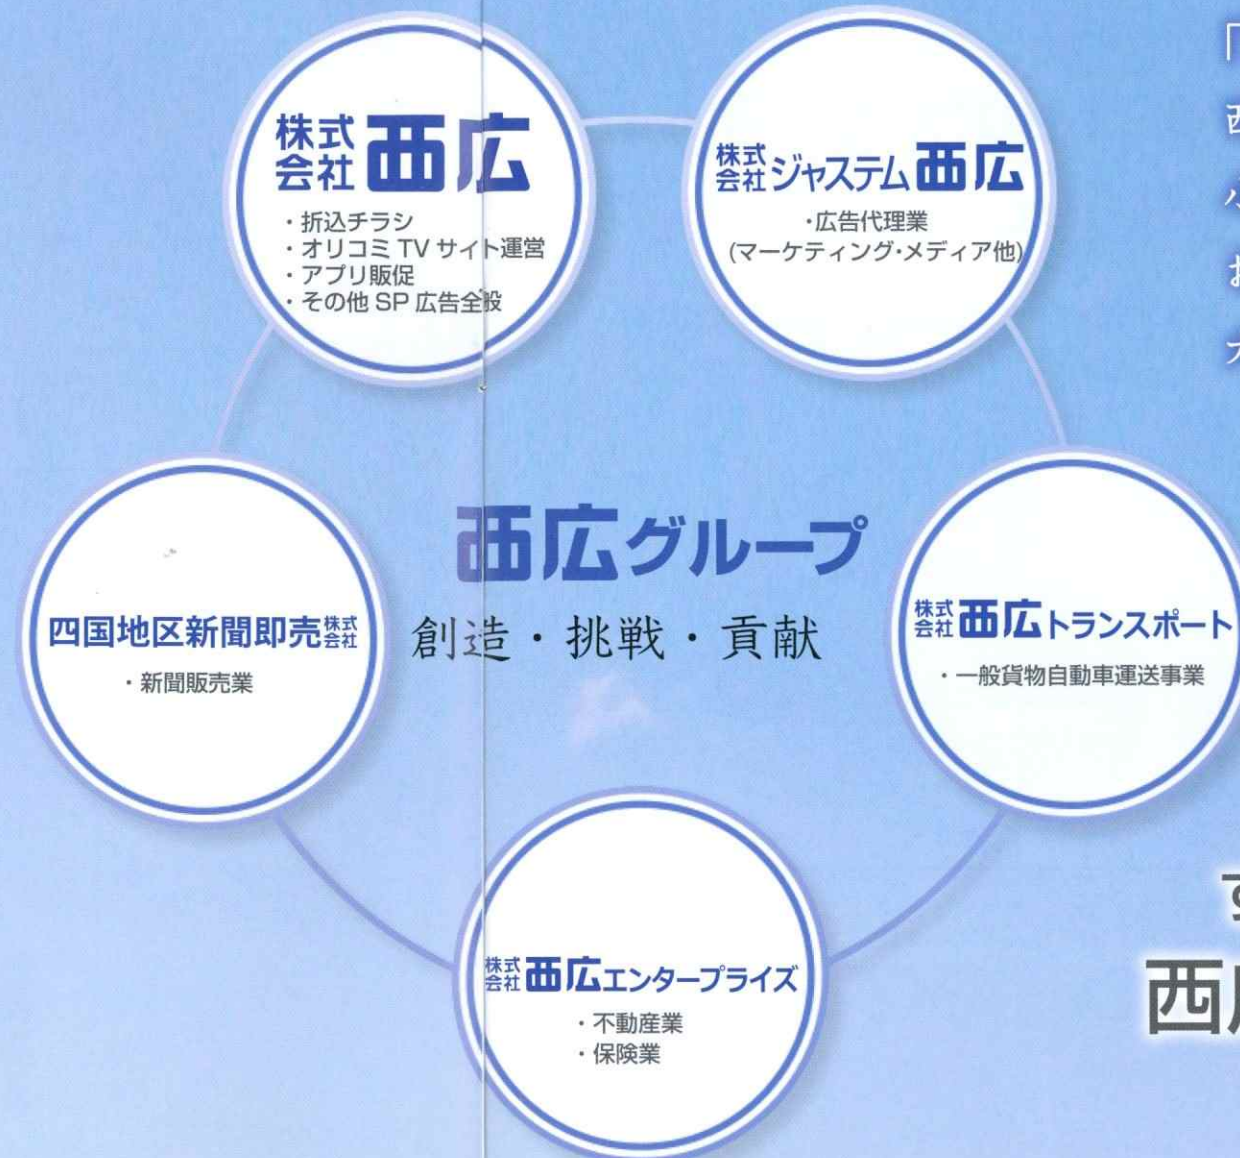 株式会社 西広
・折込チラシ
・オリコミ TV サイト運営
・アプリ販促
・その他 SP 広告全般
株式会社 ジャステム西広
・広告代理業
(マーケティング・メディア他)
西広グループ
創造・挑戦・貢献
四国地区新聞即売株式会社
・新聞販売業
株式会社 西広トランスポート
・一般貨物自動車運送事業
株式会社 西広エンタープライズ
・不動産業
・保険業
西
す
西広